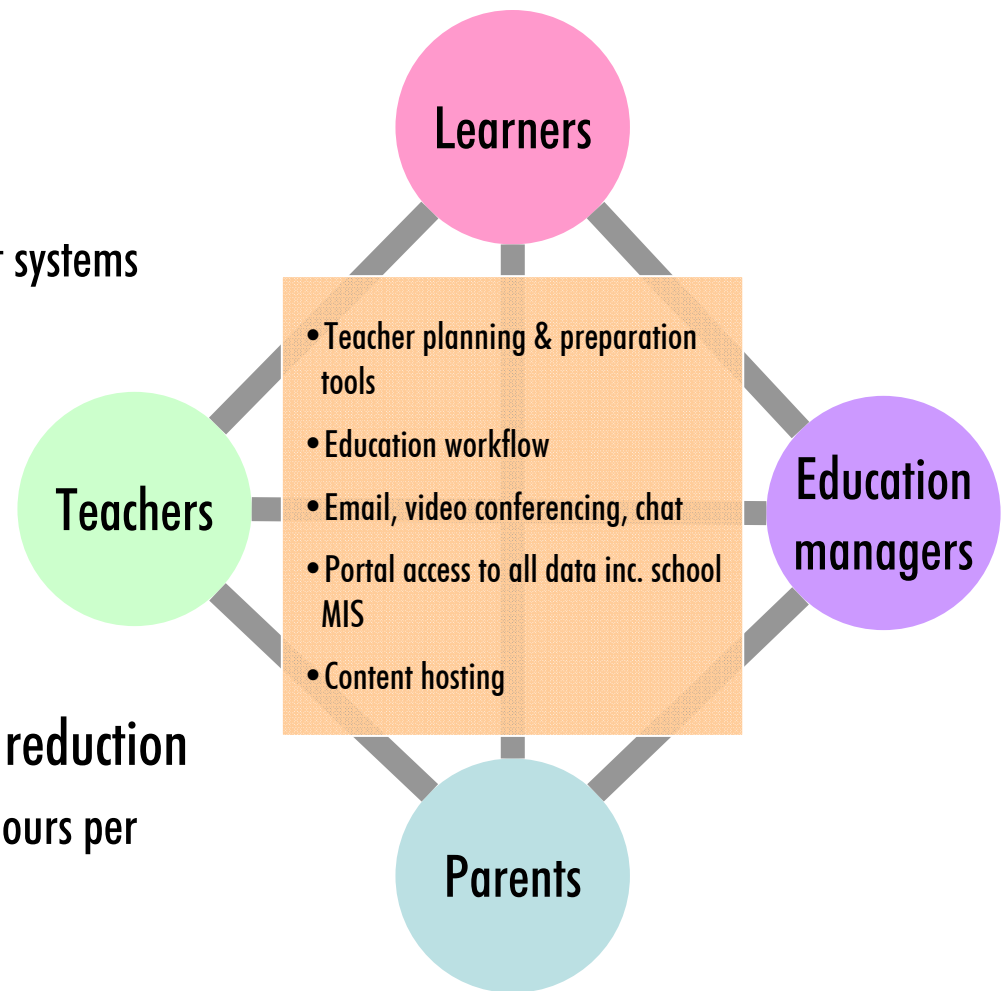 Learners
systems
• Teacher planning & preparation
tools
• Education workflow
• Email, video conferencing, chat
• Portal access to all data inc. school
MIS
• Content hosting
Teachers
Education
managers
reduction
ours per
Parents